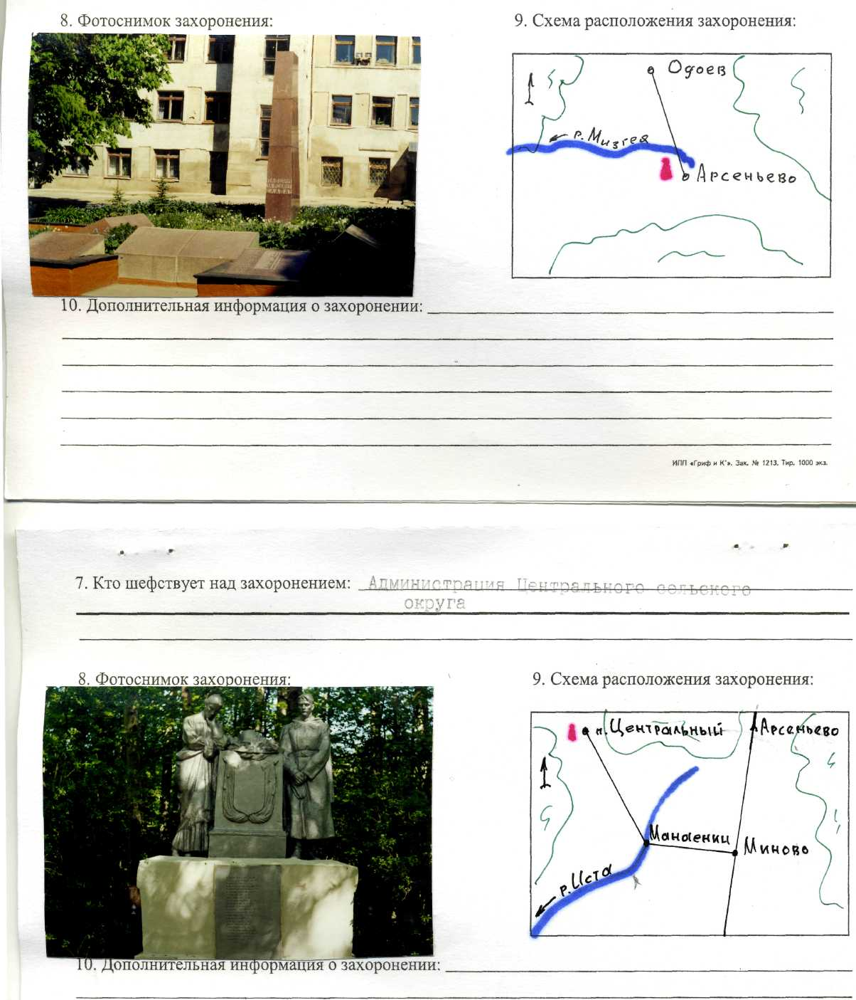 8. Фотоснимок захоронения:
9. Схема расположения захоронения:
Одоев
р. Мизгея
Арсеньево
СЛАВА!
10. Дополнительная информация о захоронении:
ИПП «Гриф и К°». Зак. № 1213. Тир. 1000 экз.
7. Кто шефствует над захоронением: Администрация Центрального сельского
округа
8. Фотоснимок захоронения:
9. Схема расположения захоронения:
п. Центральный
Арсеньево
Манаенки
Миново
р. Иста
10. Дополнительная информация о захоронении: